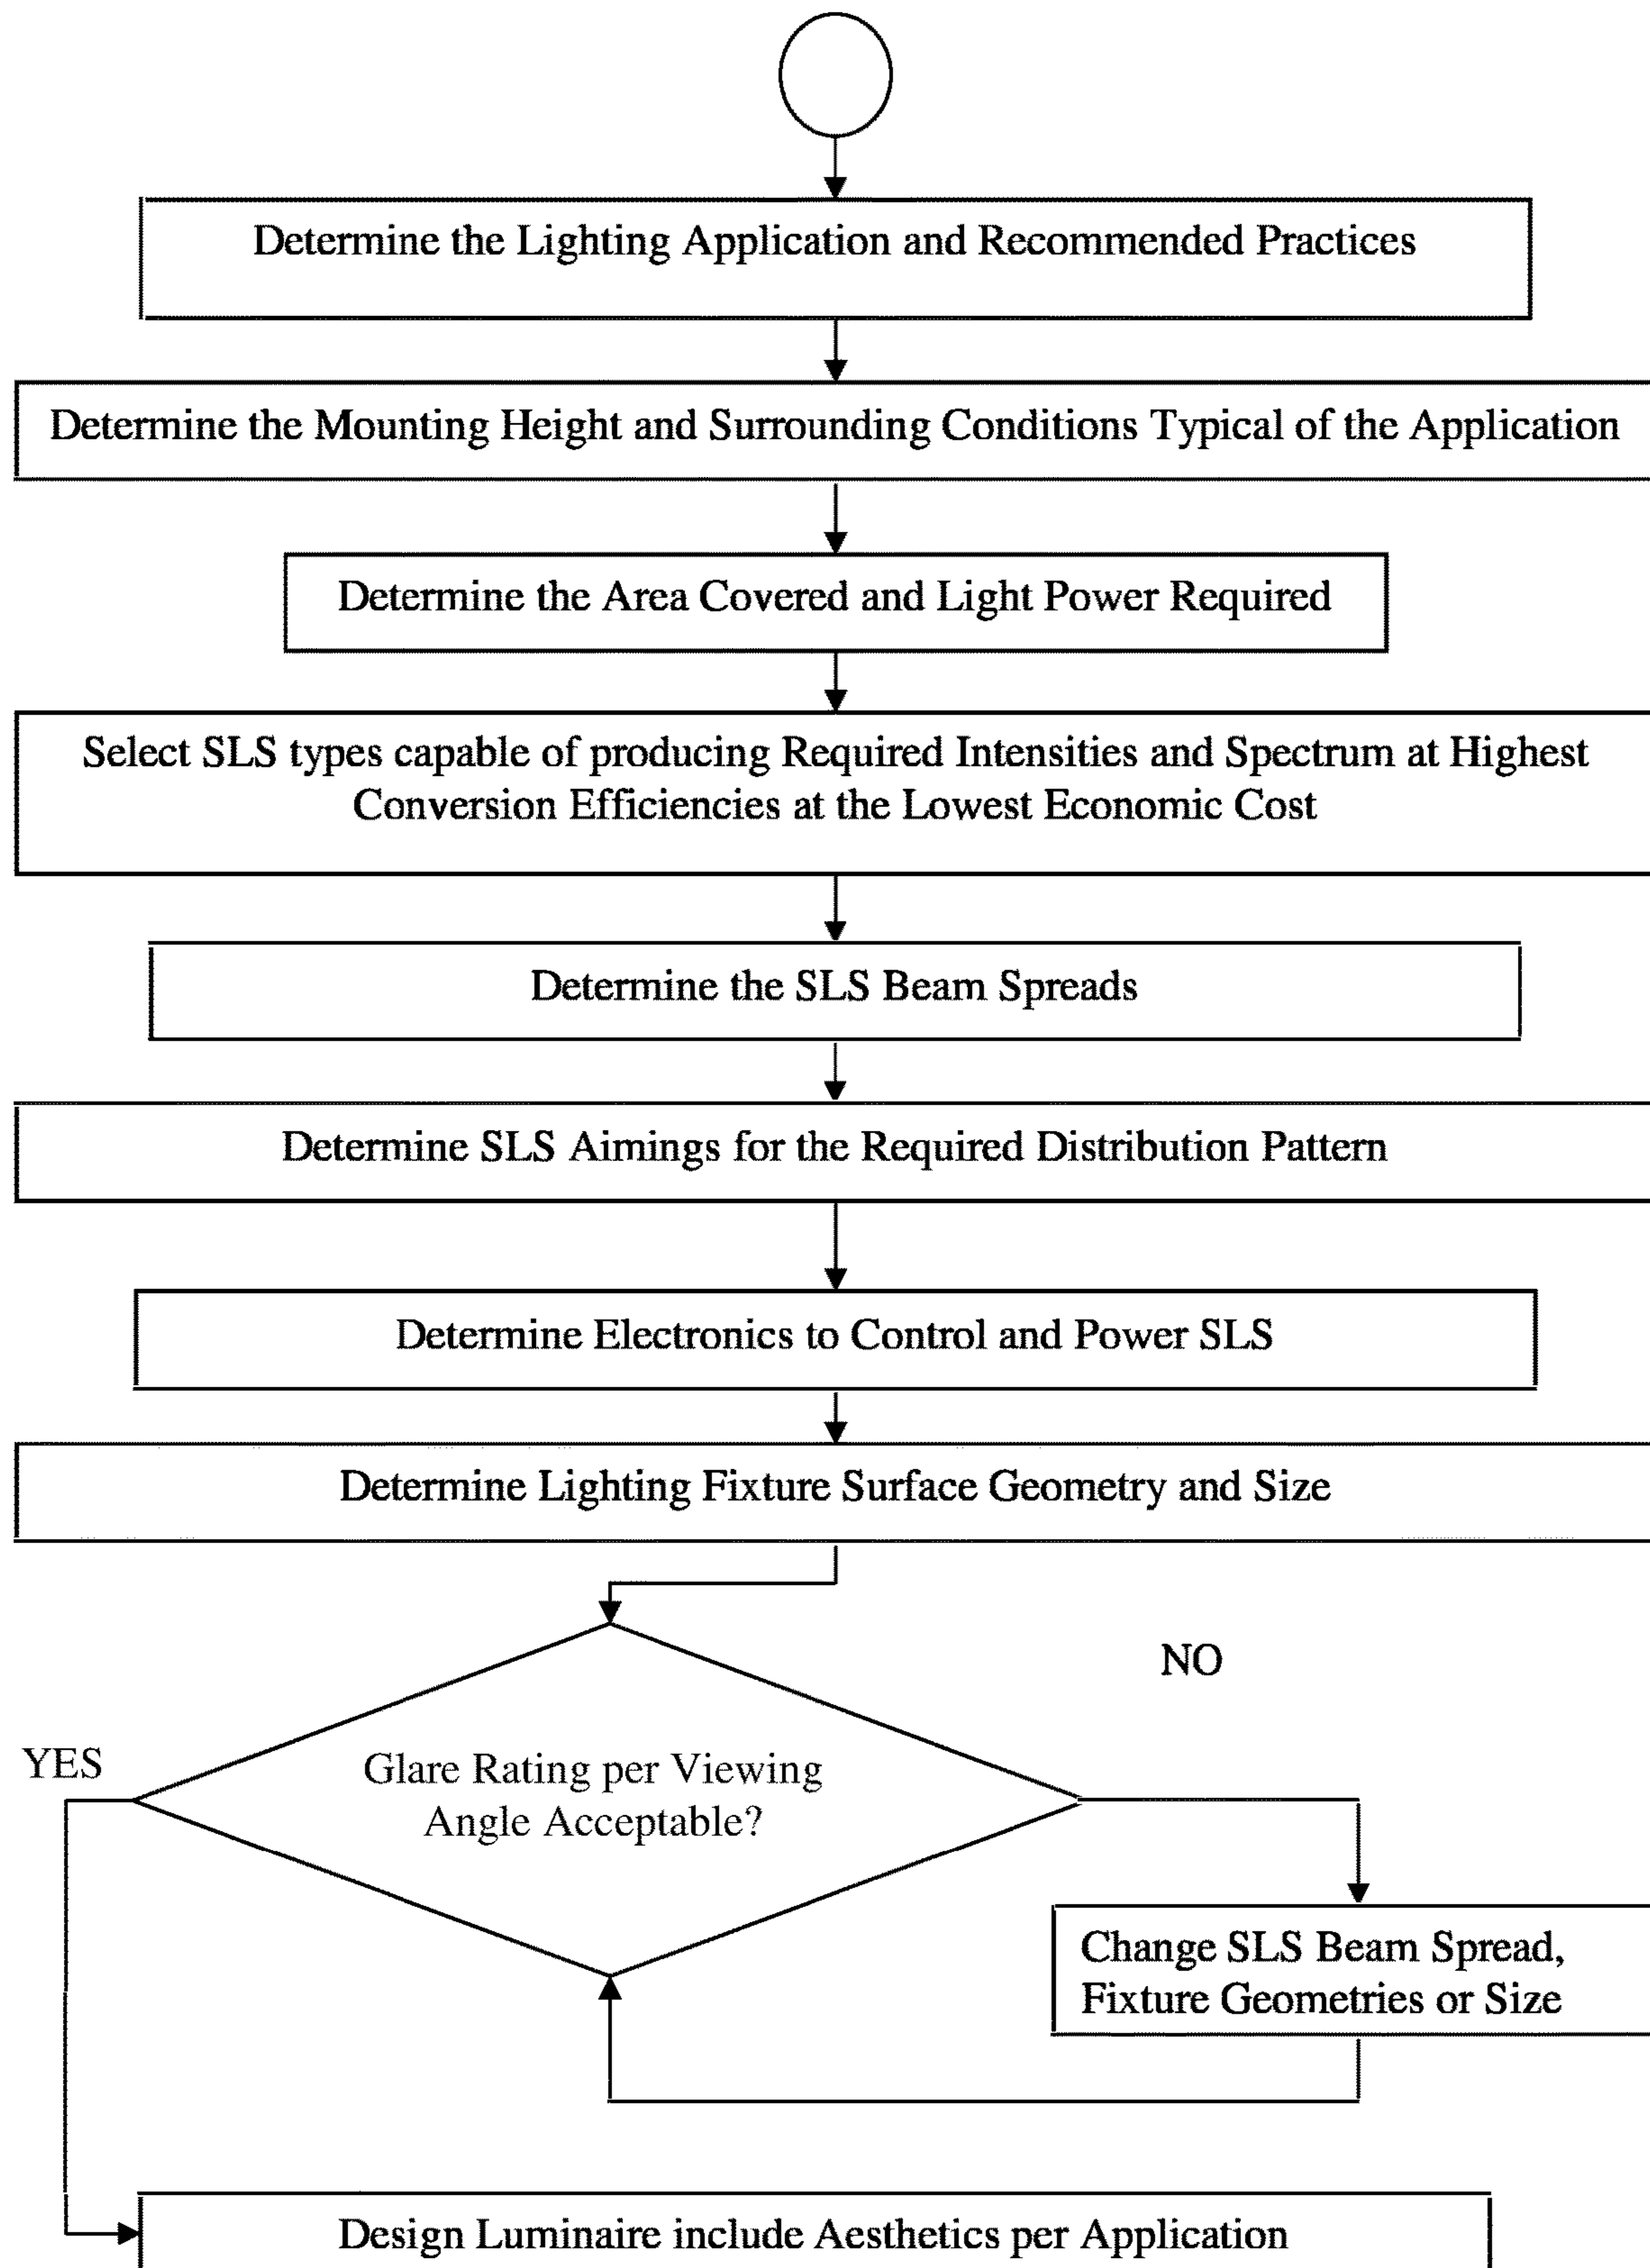 Determine the Lighting Application and Recommended Practices
Determine the Mounting Height and Surrounding Conditions Typical of the Application
Determine the Area Covered and Light Power Required
Select SLS types capable of producing Required Intensities and Spectrum at Highest
Conversion Efficiencies at the Lowest Economic Cost
Determine the SLS Beam Spreads
Determine SLS Aimings for the Required Distribution Pattern
Determine Electronics to Control and Power SLS
Determine Lighting Fixture Surface Geometry and Size
NO
YES
Glare Rating per Viewing
Angle Acceptable?
Change SLS Beam Spread,
Fixture Geometries or Size
Design Luminaire include Aesthetics per Application